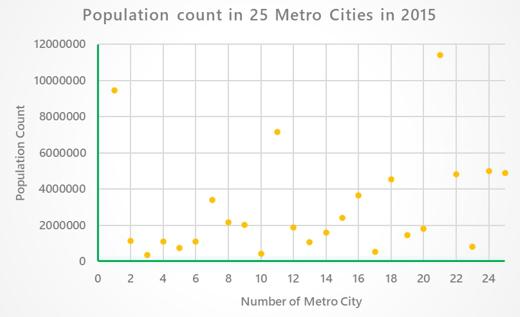 Population count in 25 Metro Cities in 2015
12000000
10000000
8000000
6000000
4000000
2000000
0
Population Count
0 2 4 6 8 10 12 14 16 18 20 22 24
Number of Metro City